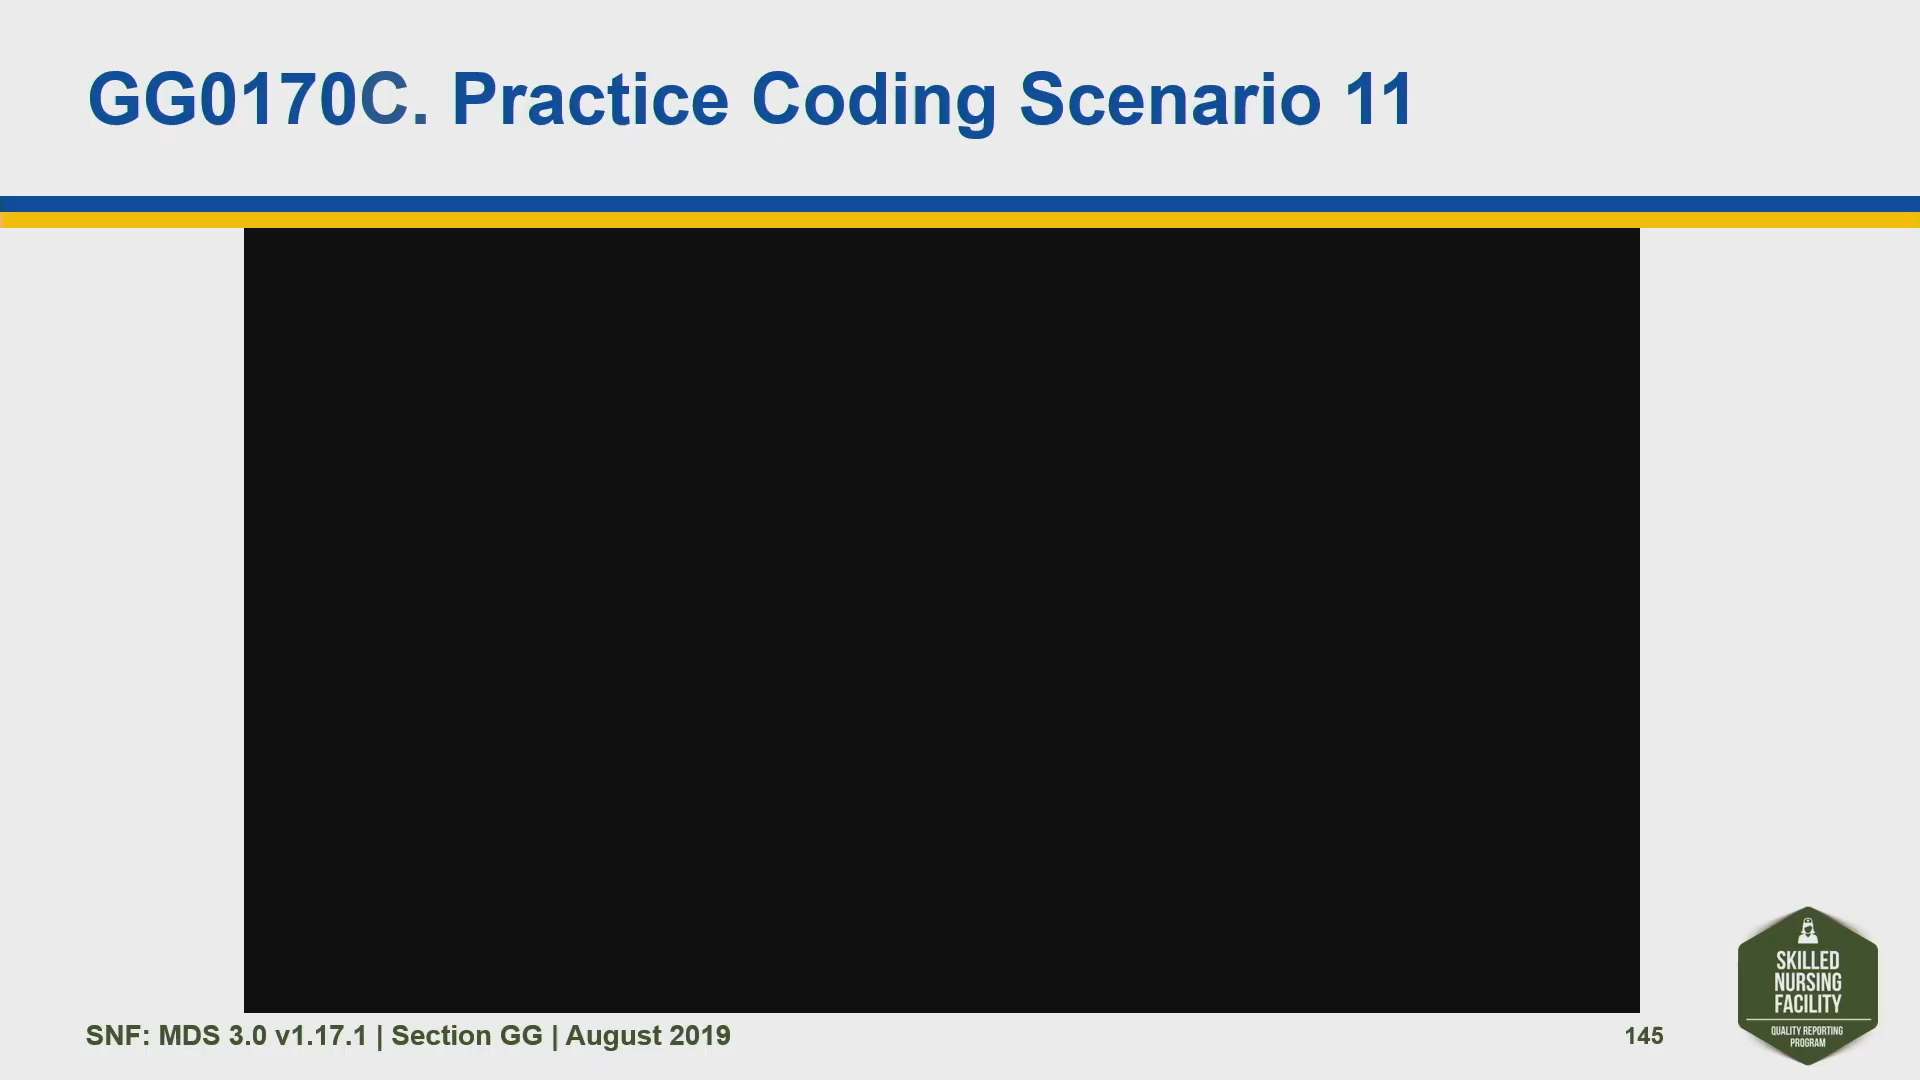 GG0170C. Practice Coding Scenario 11
SNF: MDS 3.0 v1.17.1 | Section GG | August 2019
145
SKILLED
NURSING
FACILITY
QUALITY REPORTING
PROGRAM